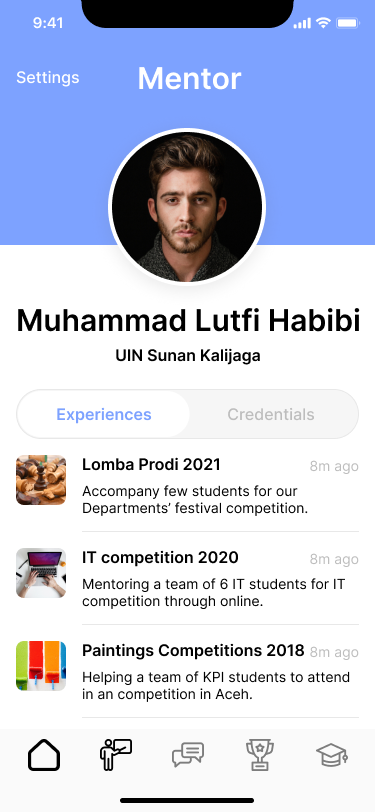 9:41
Settings
Mentor
Muhammad Lutfi Habibi
UIN Sunan Kalijaga
Experiences
Credentials
Lomba Prodi 2021
8m ago
Accompany few students for our
Departments’ festival competition.
IT competition 2020
8m ago
Mentoring a team of 6 IT students for IT
competition through online.
Paintings Competitions 2018
8m ago
Helping a team of KPI students to attend
in an competition in Aceh.